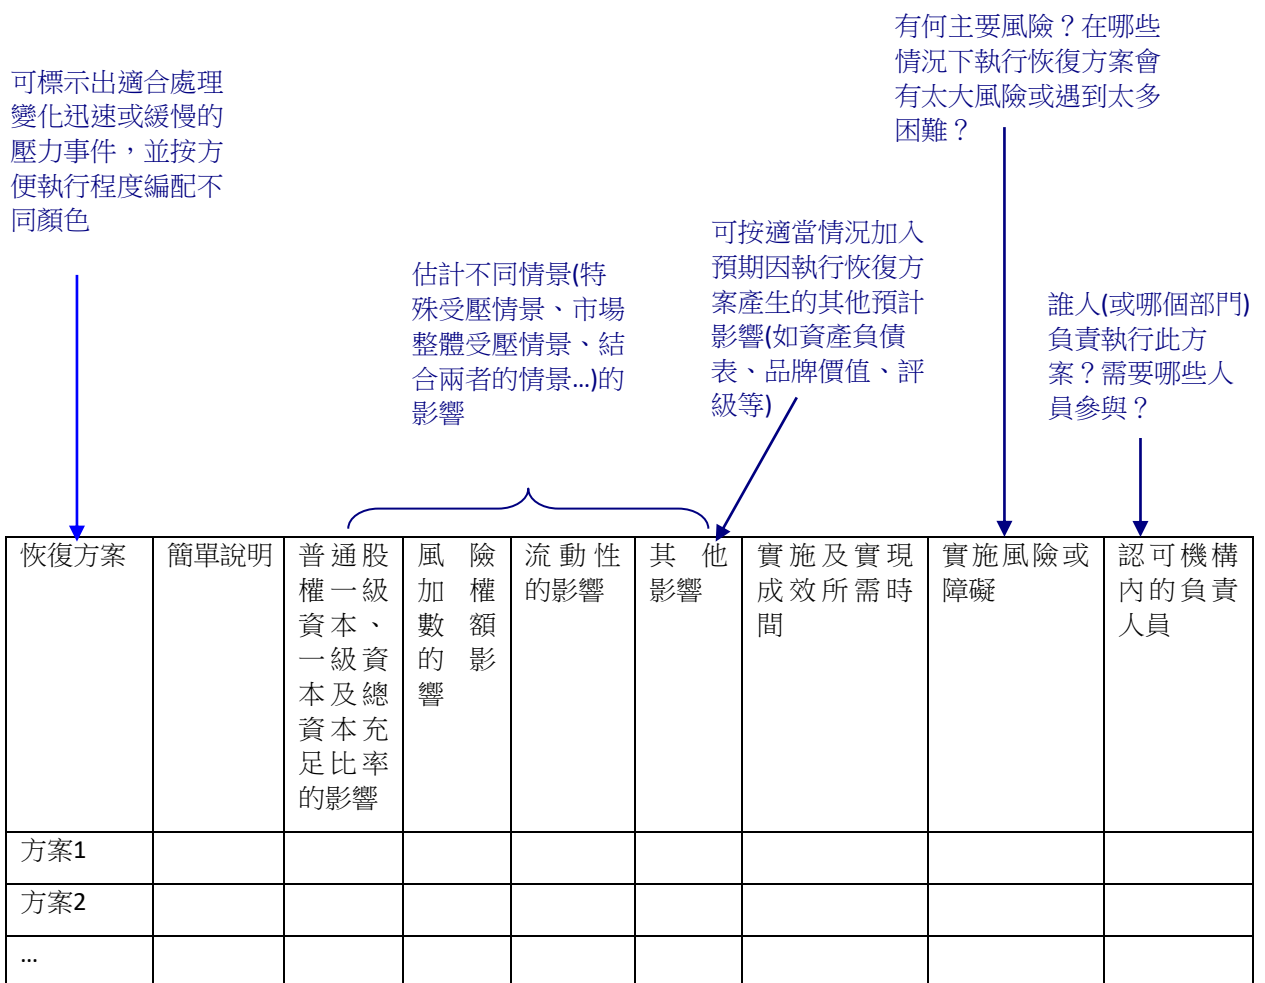 有何主要風險？在哪些
情況下執行恢復方案會
有太大風險或遇到太多
困難？
可標示出適合處理
變化迅速或緩慢的
壓力事件，並按方
便執行程度編配不
同顏色
可按適當情況加入
預期因執行恢復方
案產生的其他預計
影響(如資產負債
表、品牌價值、評
級等)
估計不同情景(特
殊受壓情景、市場
整體受壓情景、結
合兩者的情景…)的
影響
誰人(或哪個部門)
負責執行此方
案？需要哪些人
員參與？
恢復方案
簡單說明
普通股
權一級
資本、
一級資
本及總
資本充
足比率
的影響
風險
加權
數額
的影
響
流動性
的影響
其他
影響
實施及實現
成效所需時
間
實施風險或
障礙
認可機構
內的負責
人員
方案1
方案2
…